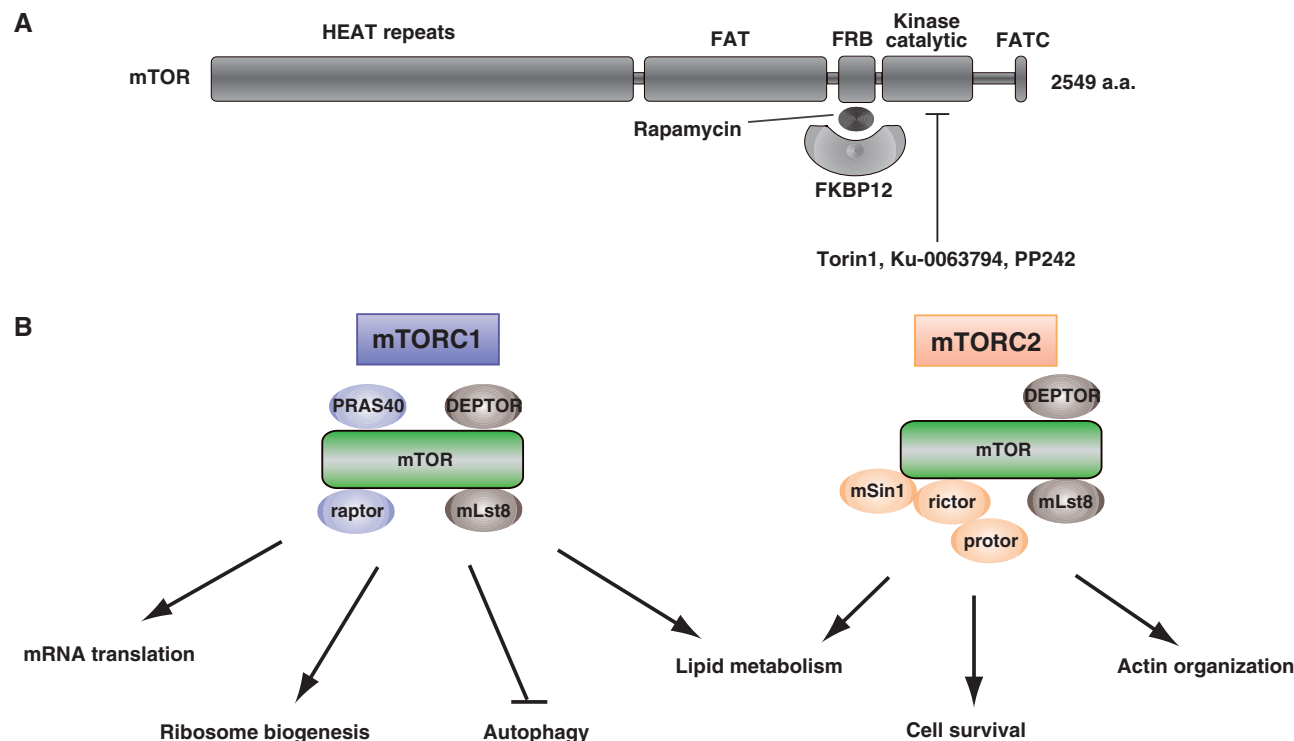 A
HEAT repeats
FAT
FRB
Kinase
catalytic
FATC
mTOR
2549 a.a.
Rapamycin
FKBP12
Torin1, Ku-0063794, PP242
B
mTORC1
mTORC2
PRAS40
DEPTOR
mTOR
raptor
mLst8
DEPTOR
mTOR
mSin1
rictor
mLst8
protor
mRNA translation
Ribosome biogenesis
Autophagy
Lipid metabolism
Cell survival
Actin organization